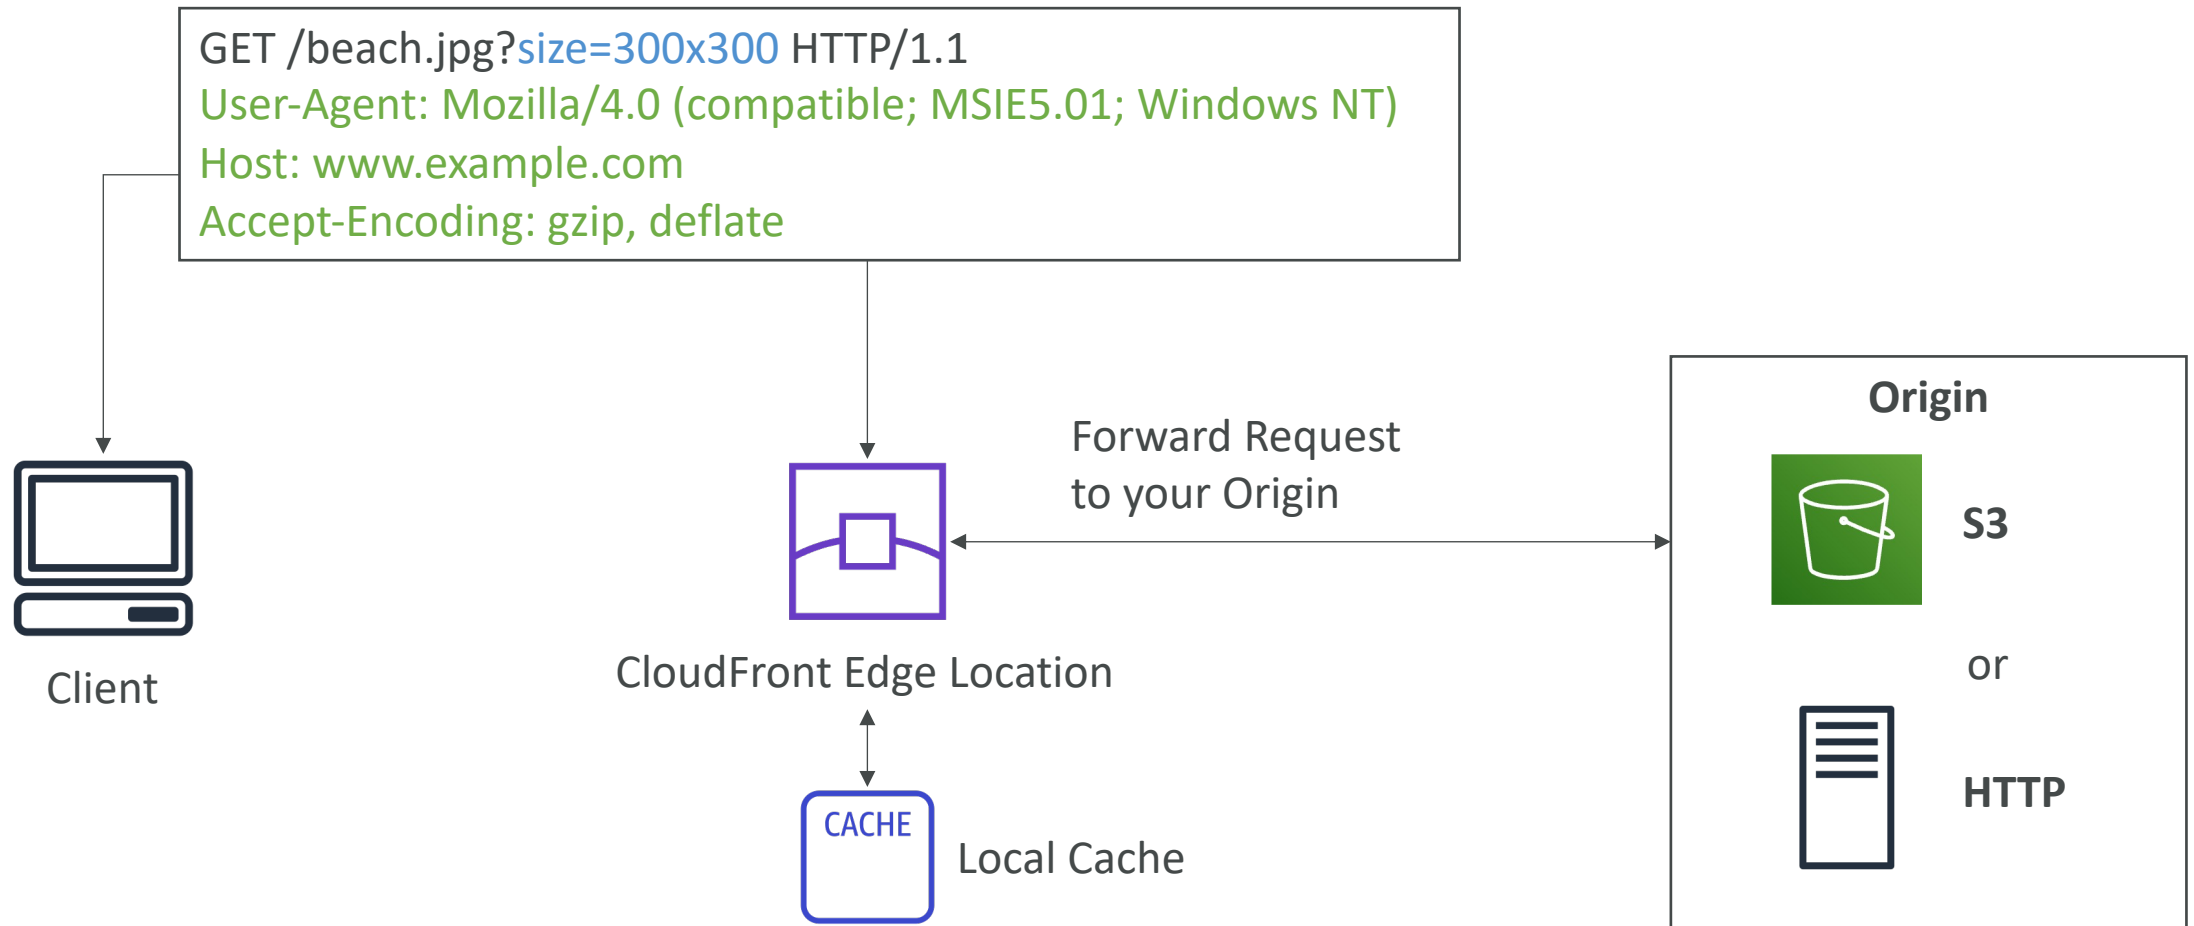 GET /beach.jpg?size=300x300 HTTP/1.1
User-Agent: Mozilla/4.0 (compatible; MSIE5.01; Windows NT)
Host: www.example.com
Accept-Encoding: gzip, deflate
Origin
Forward Request
to your Origin
S3
CloudFront Edge Location
Client
or
HTTP
CACHE
Local Cache